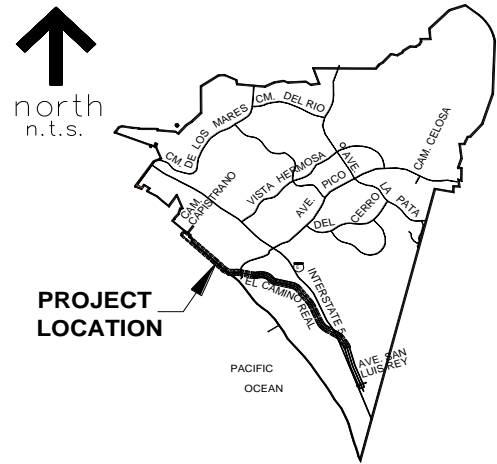 north
n.t.s.
CM. DE LOS MARES
CM. DEL RIO
CAM. CELOSA
AVE.
VISTA HERMOSA
CAM.
CAPISTRANO
AVE. PICO
LA PATA
DEL CERRO
INTERSTATE 5
EL CAMINO REAL
PROJECT
LOCATION
AVE. SAN
LUIS REY
PACIFIC
OCEAN